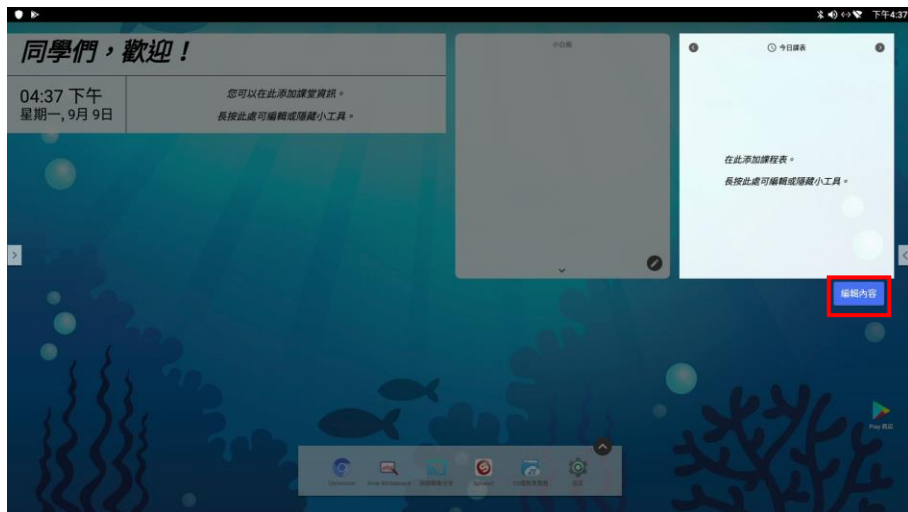 下午4:37
同學們，歡迎！
04:37 下午
星期一, 9月 9日
您可以在此添加課堂資訊。
長按此處可編輯或隱藏小工具。
小白板
今日課表
在此添加課程表。
長按此處可編輯或隱藏小工具。
編輯內容
Play 商店
Chromium
設定